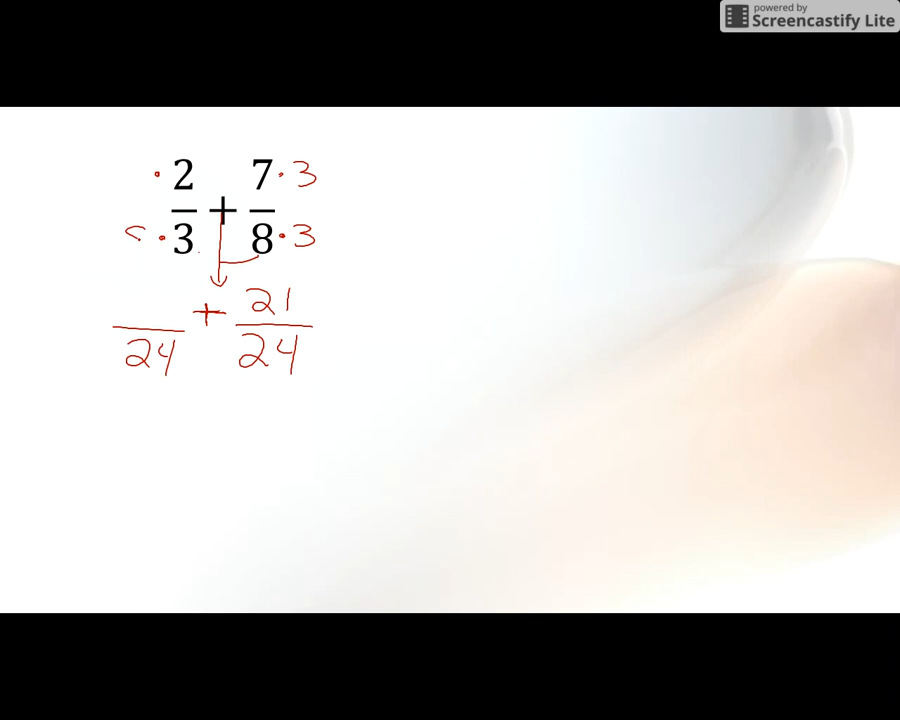 powered by
Screencastify Lite
· 2 7 · 3
+
· 3 8 · 3
+ 21
24 24